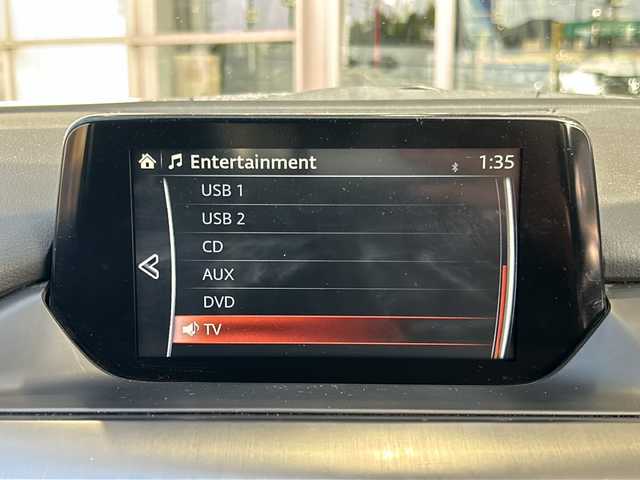 Entertainment 1:35
USB 1
USB 2
CD
AUX
DVD
TV